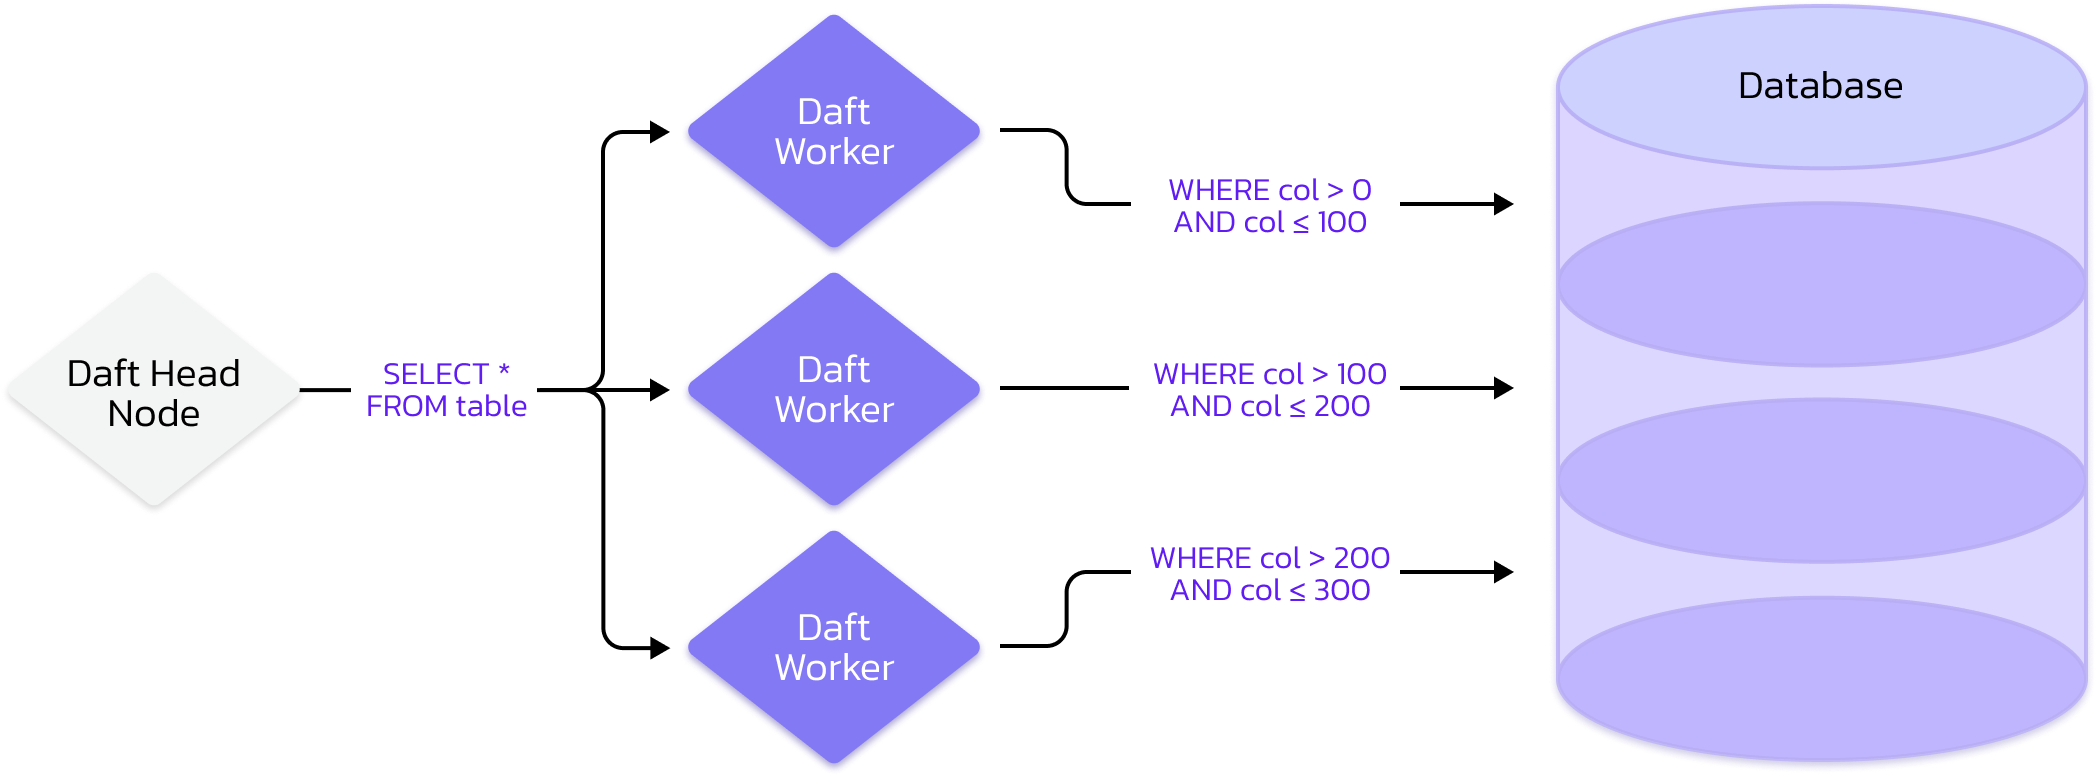 Daft Head
Node
SELECT *
FROM table
Daft
Worker
WHERE col > 0
AND col ≤ 100
Daft
Worker
WHERE col > 100
AND col ≤ 200
Daft
Worker
WHERE col > 200
AND col ≤ 300
Database